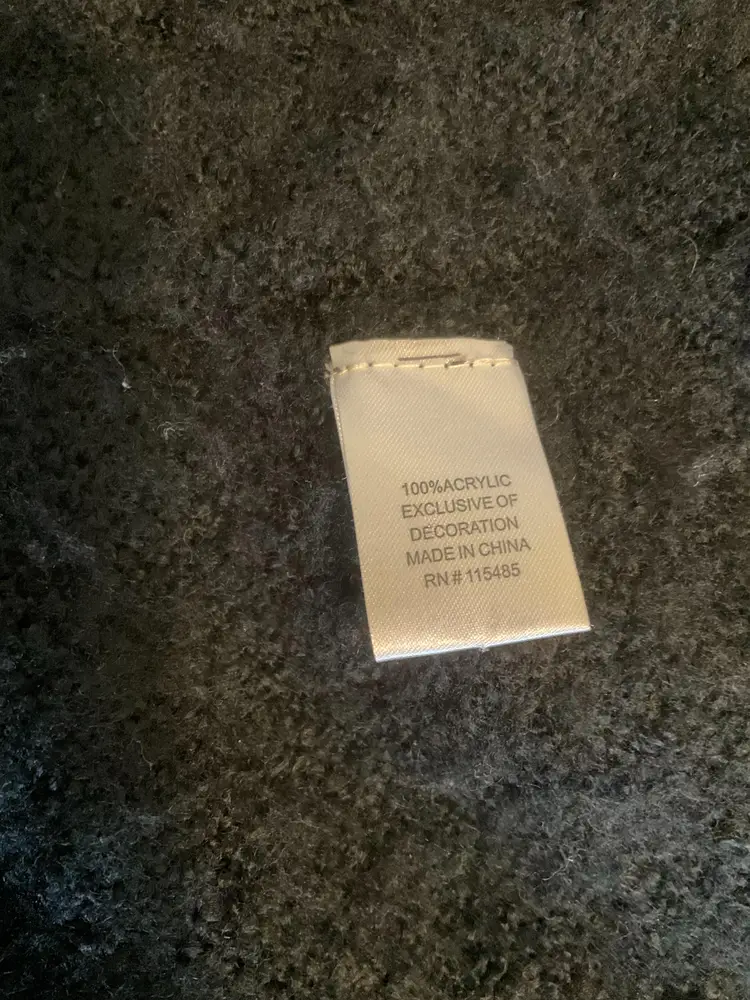 100%ACRYLIC
EXCLUSIVE OF
DECORATION
MADE IN CHINA
RN # 115485